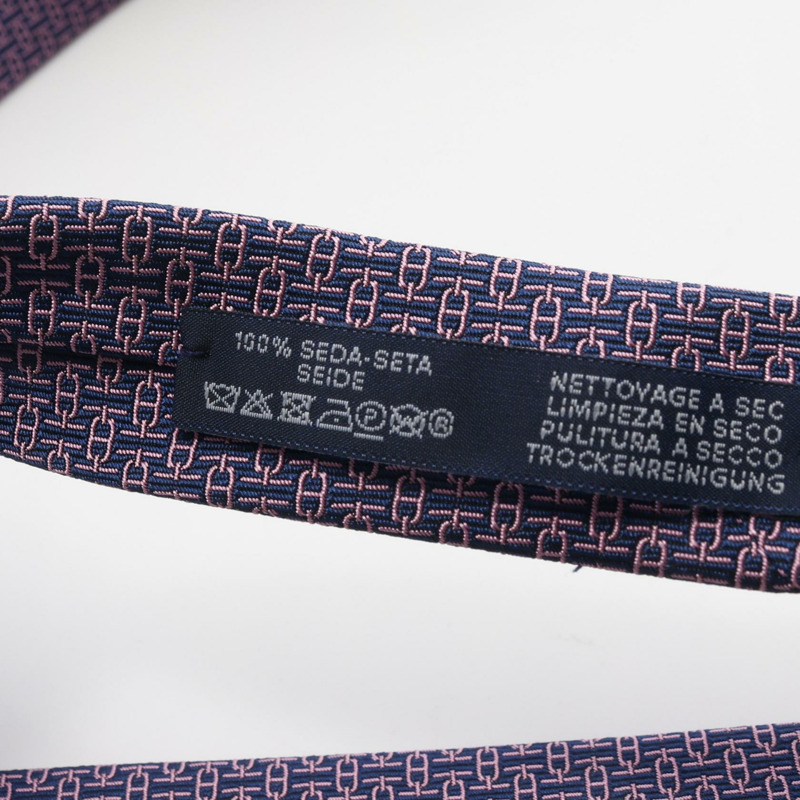 100% SEDA-SETA
SEIDE
P
R
NETTOYAGE A SEC
LIMPIEZA EN SECO
PULITURA A SECCO
TROCKENREINIGUNG